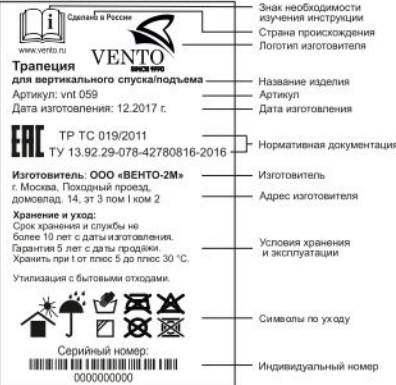 Сделано в России
www.vento.ru
VENTO
SINCE 1990
Трапеция
для вертикального спуска/подъема
Артикул: vnt 059
Дата изготовления: 12.2017 г.
ЕАС ТР ТС 019/2011
ТУ 13.92.29-078-42780816-2016
Изготовитель: ООО «ВЕНТО-2М»
г. Москва, Походный проезд,
домовлад. 14, эт 3 пом I ком 2
Хранение и уход:
Срок хранения и службы не
более 10 лет с даты изготовления.
Гарантия 5 лет с даты продажи.
Хранить при t от плюс 5 до плюс 30 °С.
Утилизация с бытовыми отходами.
Серийный номер:
0000000000
Знак необходимости
изучения инструкции
Страна происхождения
Логотип изготовителя
Название изделия
Артикул
Дата изготовления
Нормативная документация
Изготовитель
Адрес изготовителя
Условия хранения
и эксплуатации
Символы по уходу
Индивидуальный номер